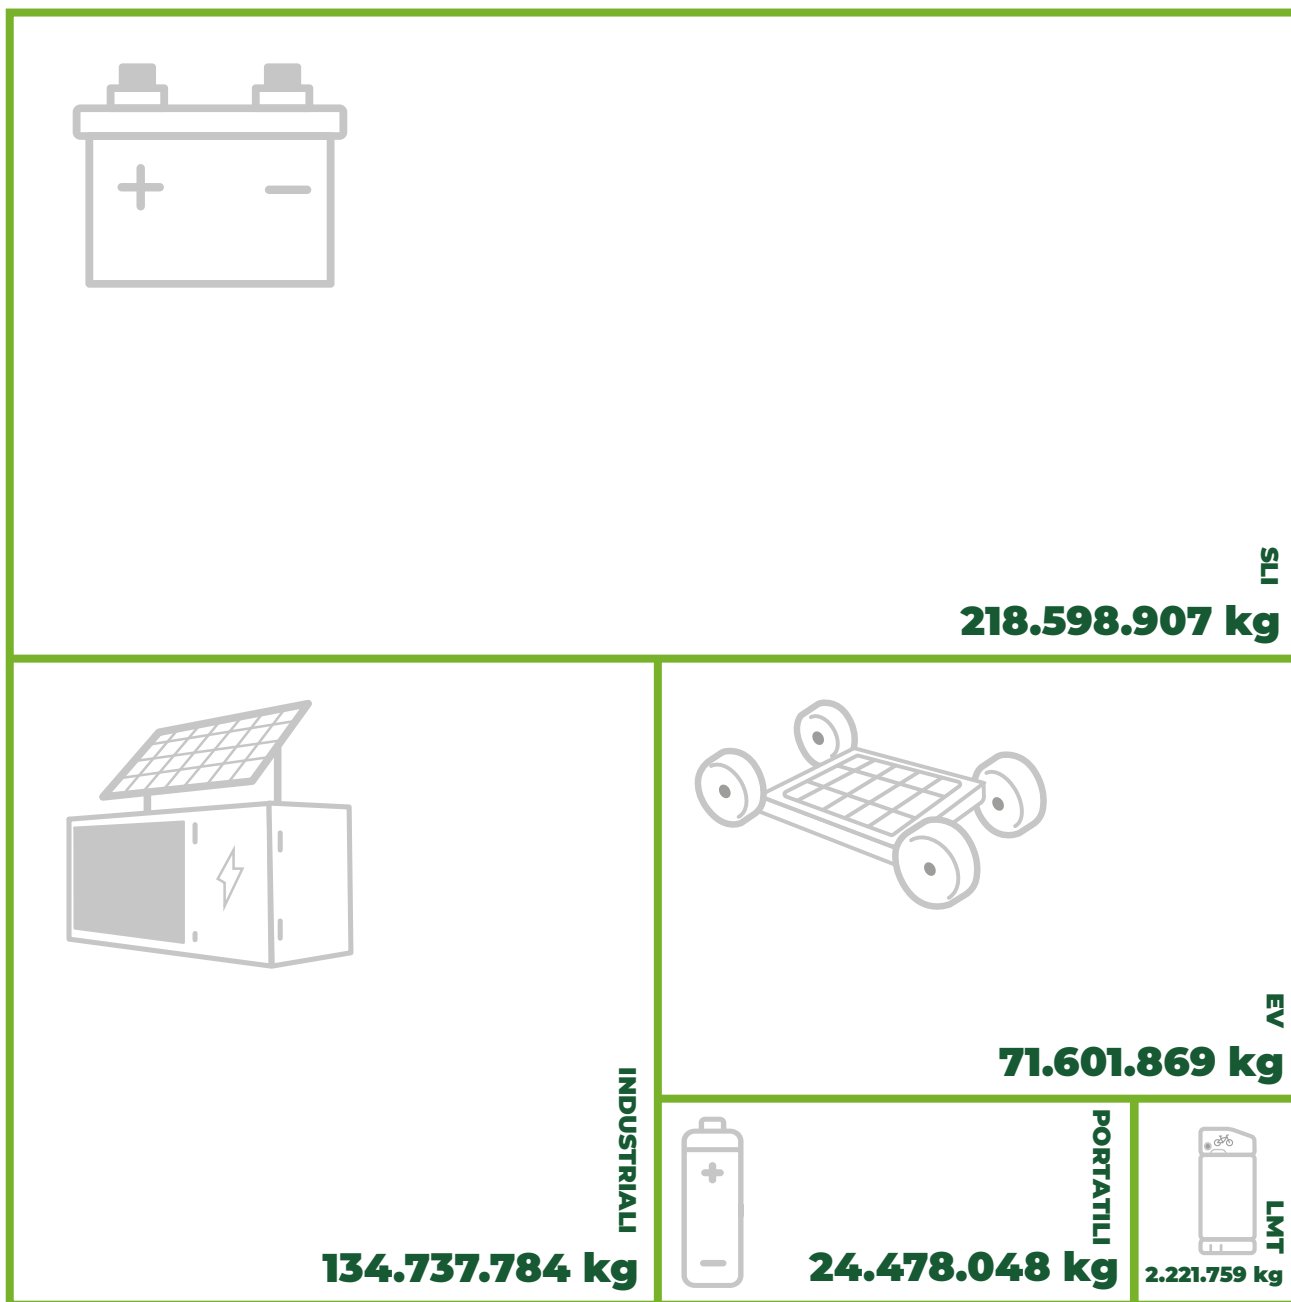 SLI
218.598.907 kg
INDUSTRIALI
134.737.784 kg
EV
71.601.869 kg
PORTATILI
24.478.048 kg
LMT
2.221.759 kg